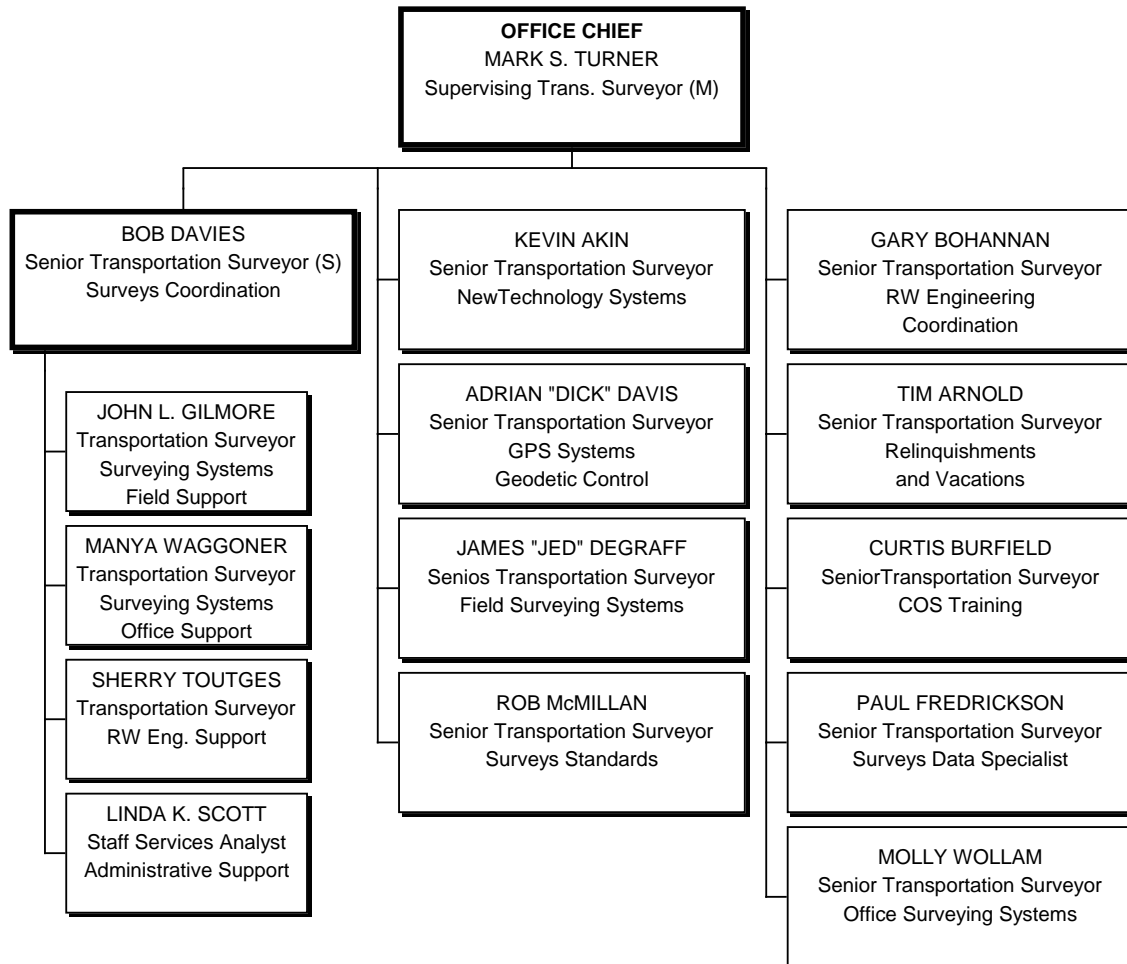 OFFICE CHIEF
MARK S. TURNER
Supervising Trans. Surveyor (M)
BOB DAVIES
Senior Transportation Surveyor (S)
Surveys Coordination
JOHN L. GILMORE
Transportation Surveyor
Surveying Systems
Field Support
MANYA WAGGONER
Transportation Surveyor
Surveying Systems
Office Support
SHERRY TOUTGES
Transportation Surveyor
RW Eng. Support
LINDA K. SCOTT
Staff Services Analyst
Administrative Support
KEVIN AKIN
Senior Transportation Surveyor
NewTechnology Systems
ADRIAN "DICK" DAVIS
Senior Transportation Surveyor
GPS Systems
Geodetic Control
JAMES "JED" DEGRAFF
Senios Transportation Surveyor
Field Surveying Systems
ROB McMILLAN
Senior Transportation Surveyor
Surveys Standards
GARY BOHANNAN
Senior Transportation Surveyor
RW Engineering
Coordination
TIM ARNOLD
Senior Transportation Surveyor
Relinquishments
and Vacations
CURTIS BURFIELD
SeniorTransportation Surveyor
COS Training
PAUL FREDRICKSON
Senior Transportation Surveyor
Surveys Data Specialist
MOLLY WOLLAM
Senior Transportation Surveyor
Office Surveying Systems